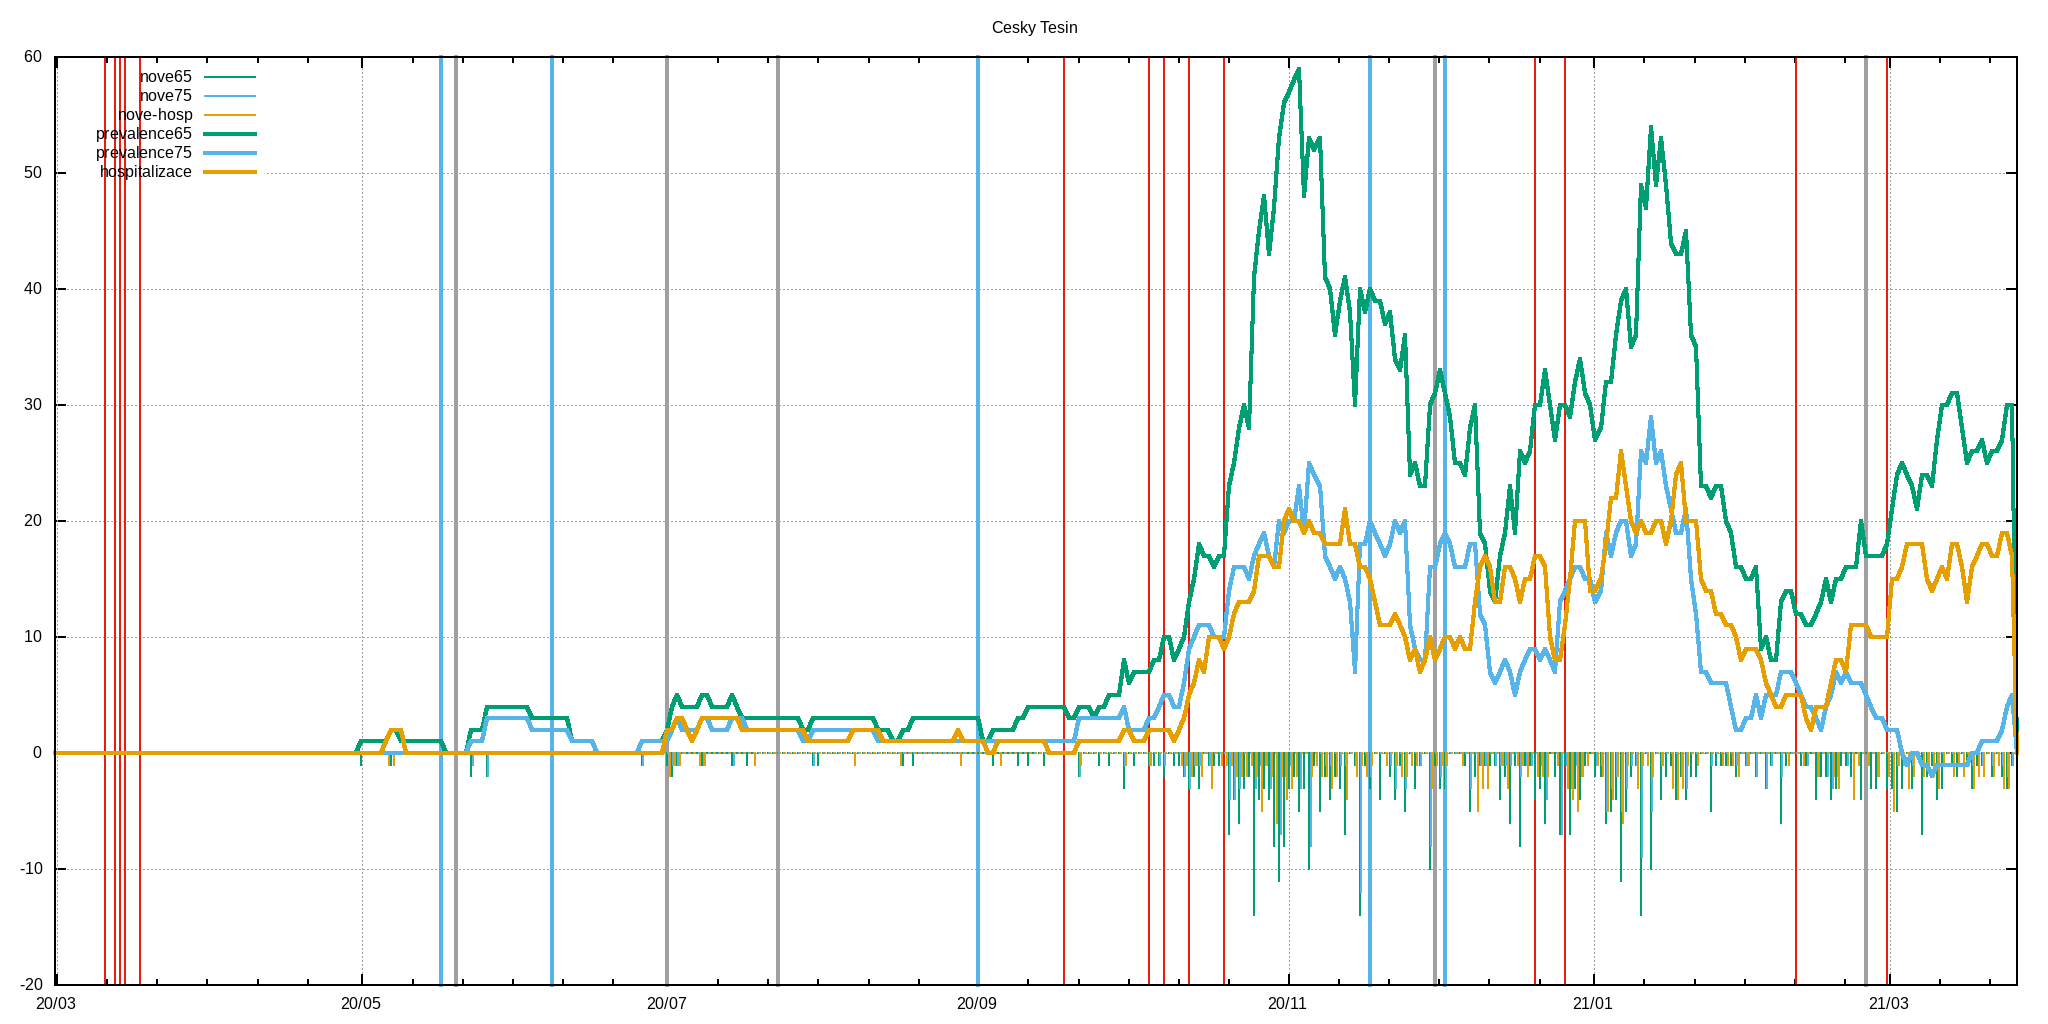 Cesky Tesin
60
nove65
nove75
nove-hosp
prevalence65
prevalence75
hospitalizace
50
40
30
20
10
0
-10
-20
20/03 20/05 20/07 20/09 20/11 21/01 21/03